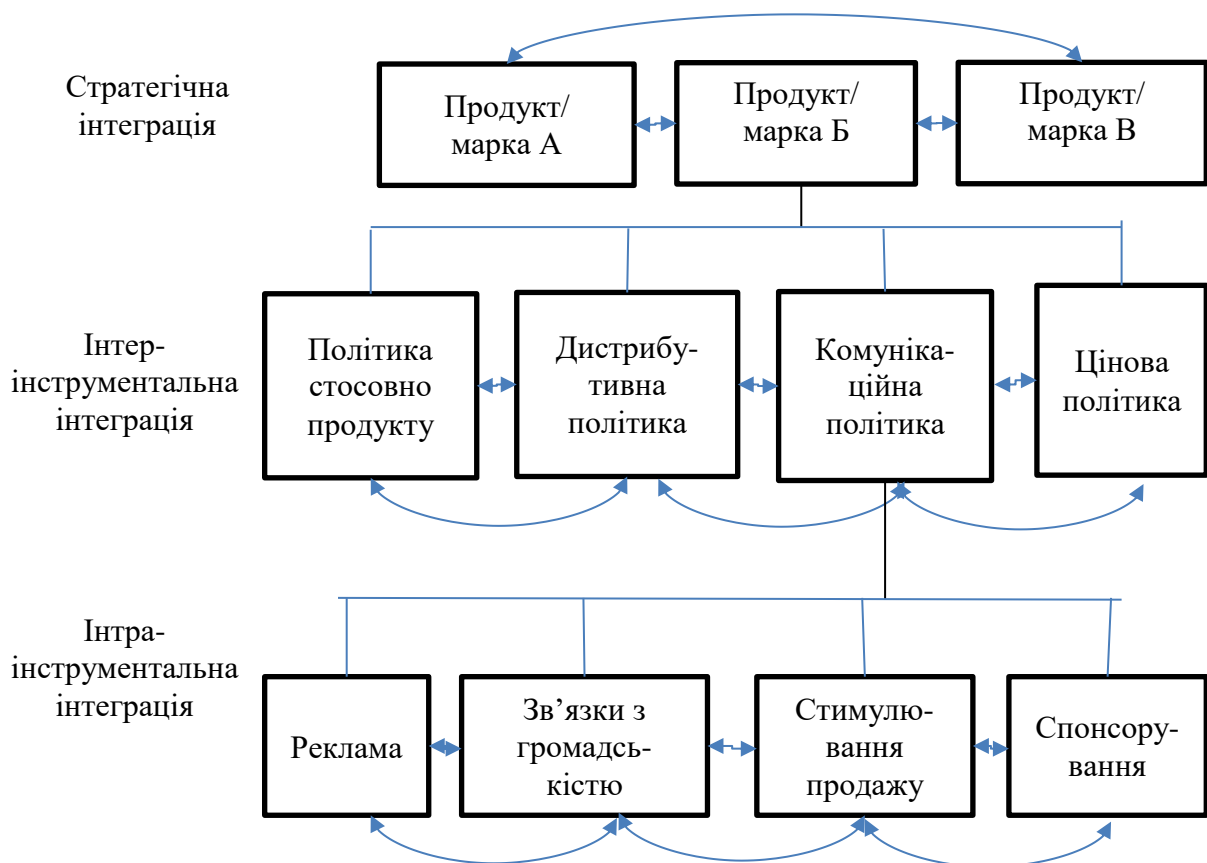 Стратегічна
інтеграція
Продукт/
марка А
Продукт/
марка Б
Продукт/
марка В
Інтер-
інструментальна
інтеграція
Політика
стосовно
продукту
Дистрибу-
тивна
політика
Комуніка-
ційна
політика
Цінова
політика
Інтра-
інструментальна
інтеграція
Реклама
Зв’язки з
громадсь-
кістю
Стимулю-
вання
продажу
Спонсору-
вання